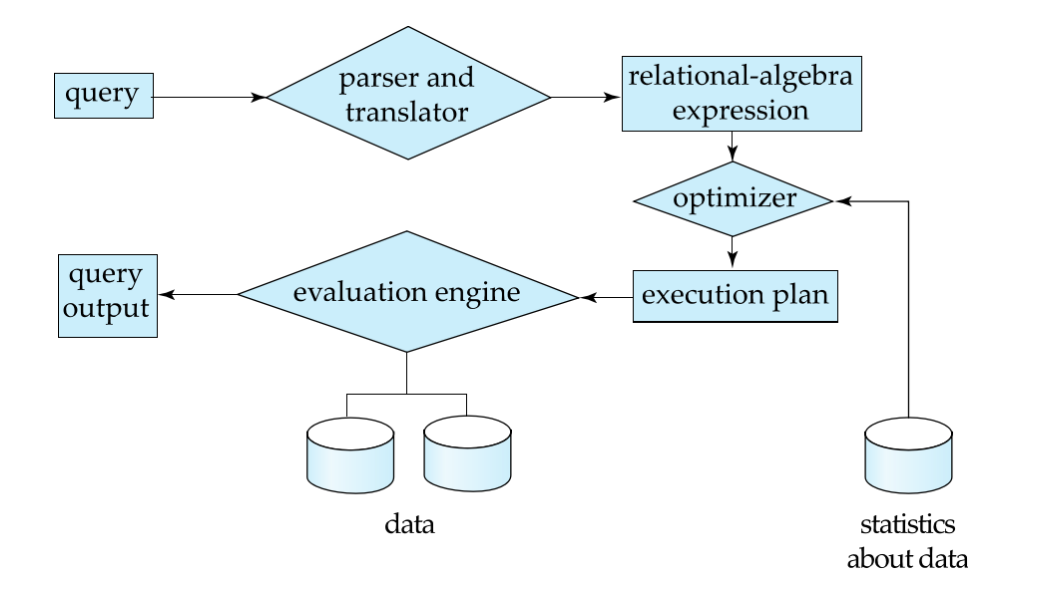 query
parser and
translator
relational-algebra
expression
optimizer
execution plan
evaluation engine
query
output
data
statistics
about data